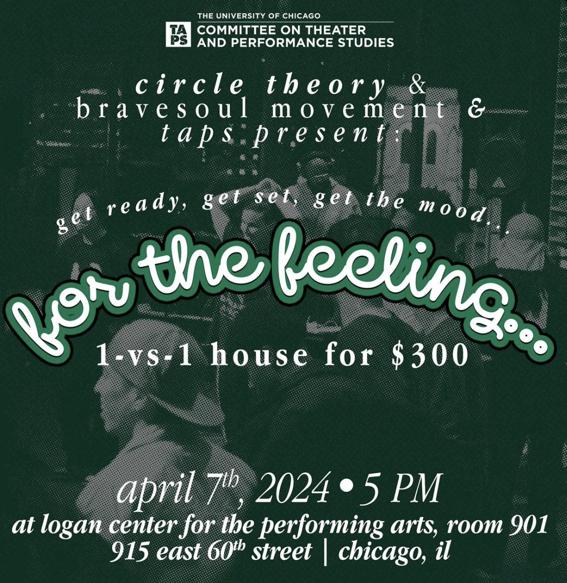 THE UNIVERSITY OF CHICAGO
TA
PS
COMMITTEE ON THEATER
AND PERFORMANCE STUDIES
circle theory &
bravesoul movement &
taps present:
get ready, get set, get the mood...
for the feeling...
1-vs-1 house for $300
april 7th, 2024 • 5 PM
at logan center for the performing arts, room 901
915 east 60th street | chicago, il